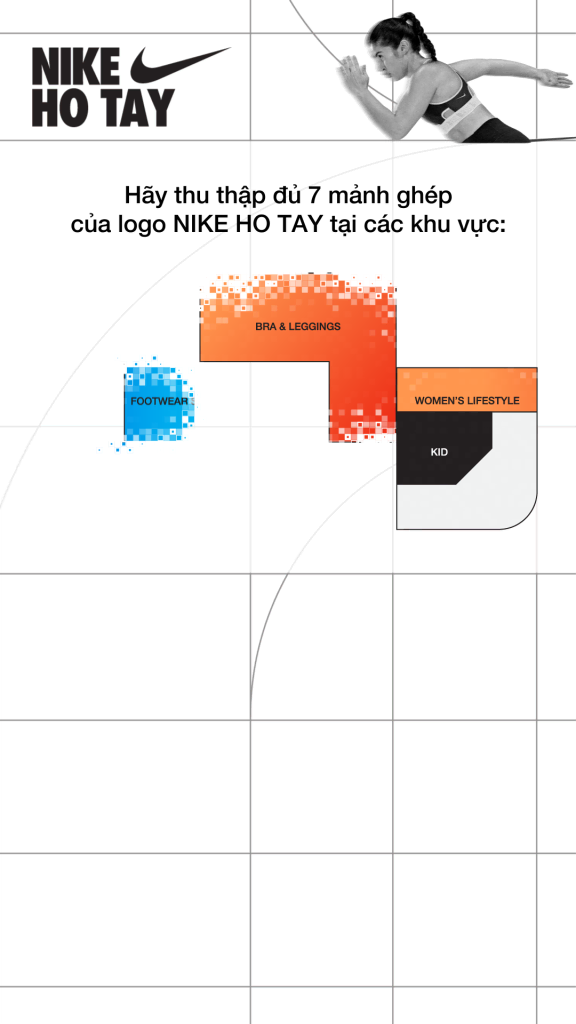 NIKE
HO TAY
Hãy thu thập đủ 7 mảnh ghép
của logo NIKE HO TAY tại các khu vực:
BRA & LEGGINGS
FOOTWEAR
WOMEN'S LIFESTYLE
KID